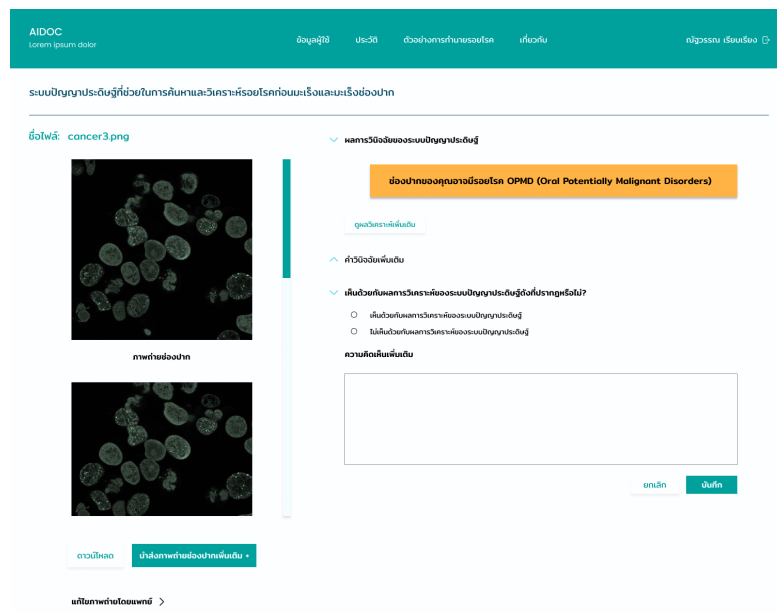 AIDOC
Lorem ipsum dolor
ข้อมูลผู้ใช้ ประวัติ ตัวอย่างการทำนายรอยโรค เกี่ยวกับ ณัฐวรรณ เรียบเรียง
ระบบปัญญาประดิษฐ์ที่ช่วยในการค้นหาและวิเคราะห์รอยโรคก่อนมะเร็งและมะเร็งช่องปาก
ชื่อไฟล์: cancer3.png
ผลการวินิจฉัยของระบบปัญญาประดิษฐ์
ช่องปากของคุณอาจมีรอยโรค OPMD (Oral Potentially Malignant Disorders)
ดูผลวิเคราะห์เพิ่มเติม
คำวินิจฉัยเพิ่มเติม
เห็นด้วยกับผลการวิเคราะห์ของระบบปัญญาประดิษฐ์ดังที่ปรากฏหรือไม่?
เห็นด้วยกับผลการวิเคราะห์ของระบบปัญญาประดิษฐ์
ไม่เห็นด้วยกับผลการวิเคราะห์ของระบบปัญญาประดิษฐ์
ภาพถ่ายช่องปาก
ความคิดเห็นเพิ่มเติม
ยกเลิก บันทึก
ดาวน์โหลด นำส่งภาพถ่ายช่องปากเพิ่มเติม +
แก้ไขภาพถ่ายโดยแพทย์ >